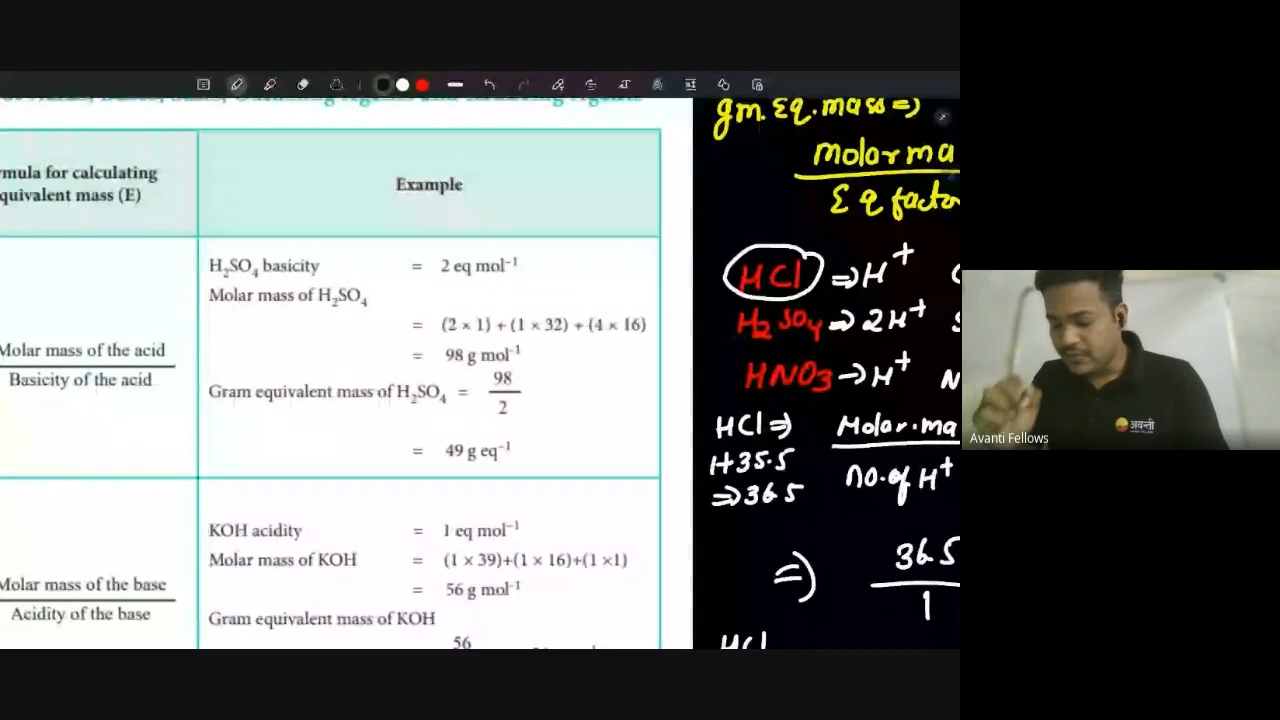 mula for calculating
quivalent mass (E)
Example
H₂SO₄ basicity = 2 eq mol⁻¹
Molar mass of H₂SO₄
= (2 × 1) + (1 × 32) + (4 × 16)
= 98 g mol⁻¹
Molar mass of the acid
Basicity of the acid
Gram equivalent mass of H₂SO₄ = 98
2
= 49 g eq⁻¹
KOH acidity = 1 eq mol⁻¹
Molar mass of KOH = (1 × 39)+(1 × 16)+(1 ×1)
= 56 g mol⁻¹
Molar mass of the base
Acidity of the base
Gram equivalent mass of KOH
56
gm. Eq. mass ⇒
Molar ma
Eq facto
HCl ⇒ H⁺
H₂SO₄ → 2H⁺ S
HNO₃ → H⁺ N
HCl ⇒ Molar. ma
1+35.5 no. of H⁺
⇒ 36.5
⇒ 36.5
1
HCl
अवन्ती
Avanti Fellows